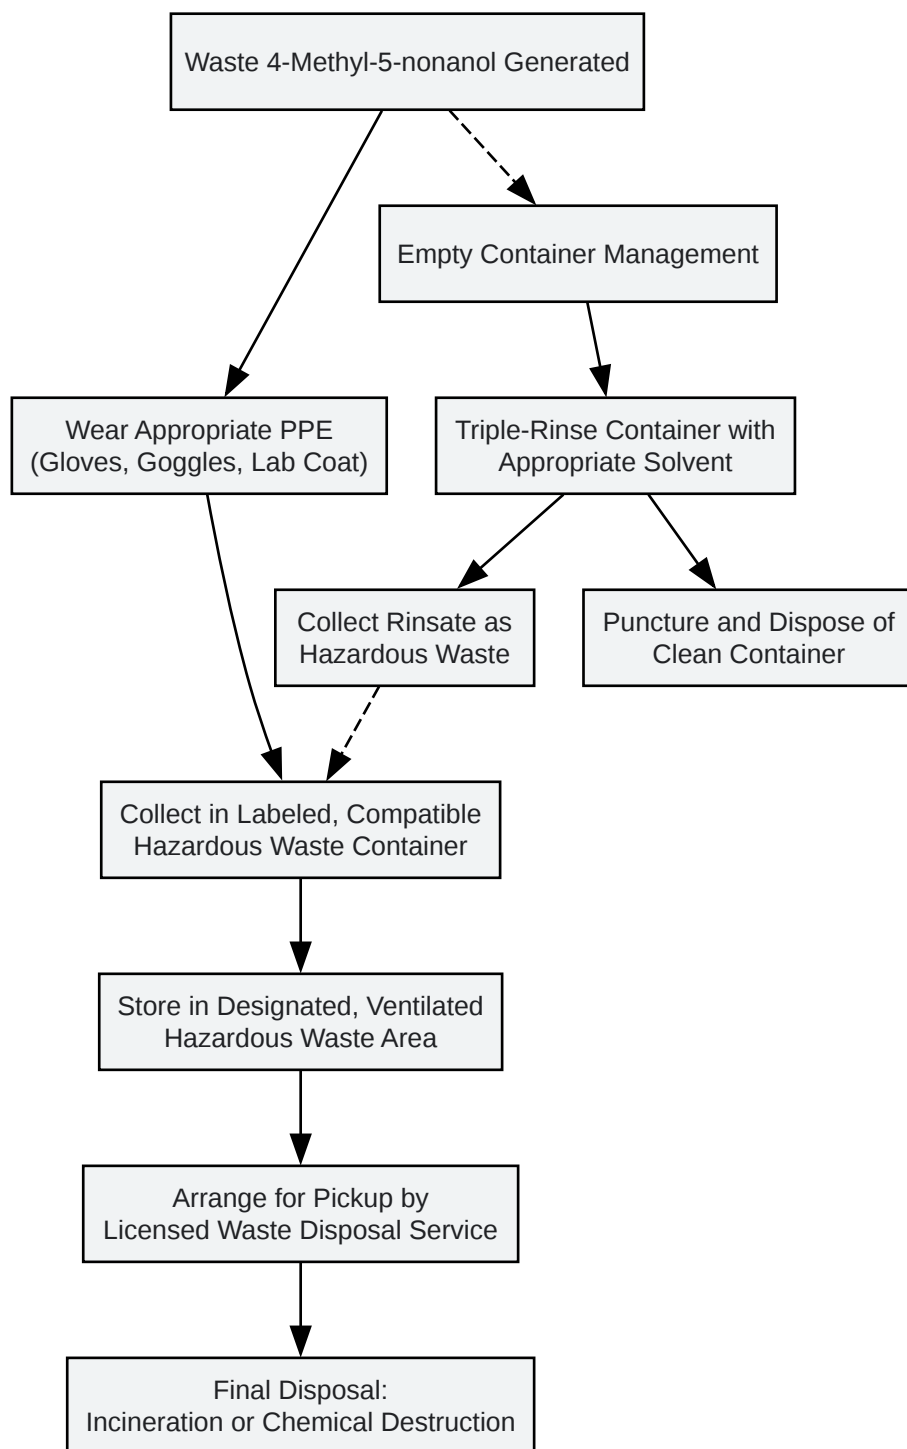 Waste 4-Methyl-5-nonanol Generated
Empty Container Management
Wear Appropriate PPE
(Gloves, Goggles, Lab Coat)
Triple-Rinse Container with
Appropriate Solvent
Collect Rinsate as
Hazardous Waste
Puncture and Dispose of
Clean Container
Collect in Labeled, Compatible
Hazardous Waste Container
Store in Designated, Ventilated
Hazardous Waste Area
Arrange for Pickup by
Licensed Waste Disposal Service
Final Disposal:
Incineration or Chemical Destruction